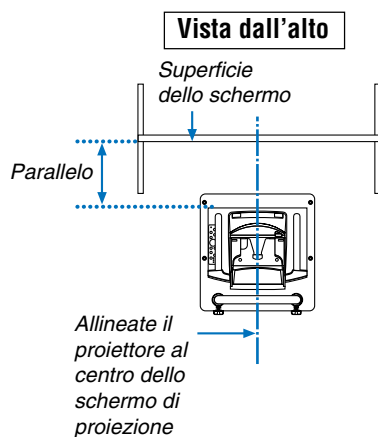 Vista dall'alto
Superficie
dello schermo
Parallelo
Allineate il
proiettore al
centro dello
schermo di
proiezione